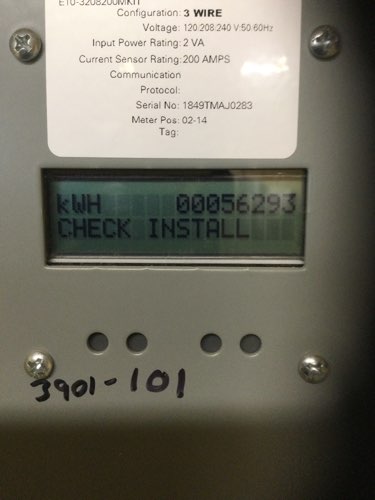 E10-3208200MKIT
Configuration: 3 WIRE
Voltage: 120:208:240 V:50:60Hz
Input Power Rating: 2 VA
Current Sensor Rating: 200 AMPS
Communication
Protocol:
Serial No: 1849TMAJ0283
Meter Pos: 02-14
Tag:
kWH 00056293
CHECK INSTALL
3901-101